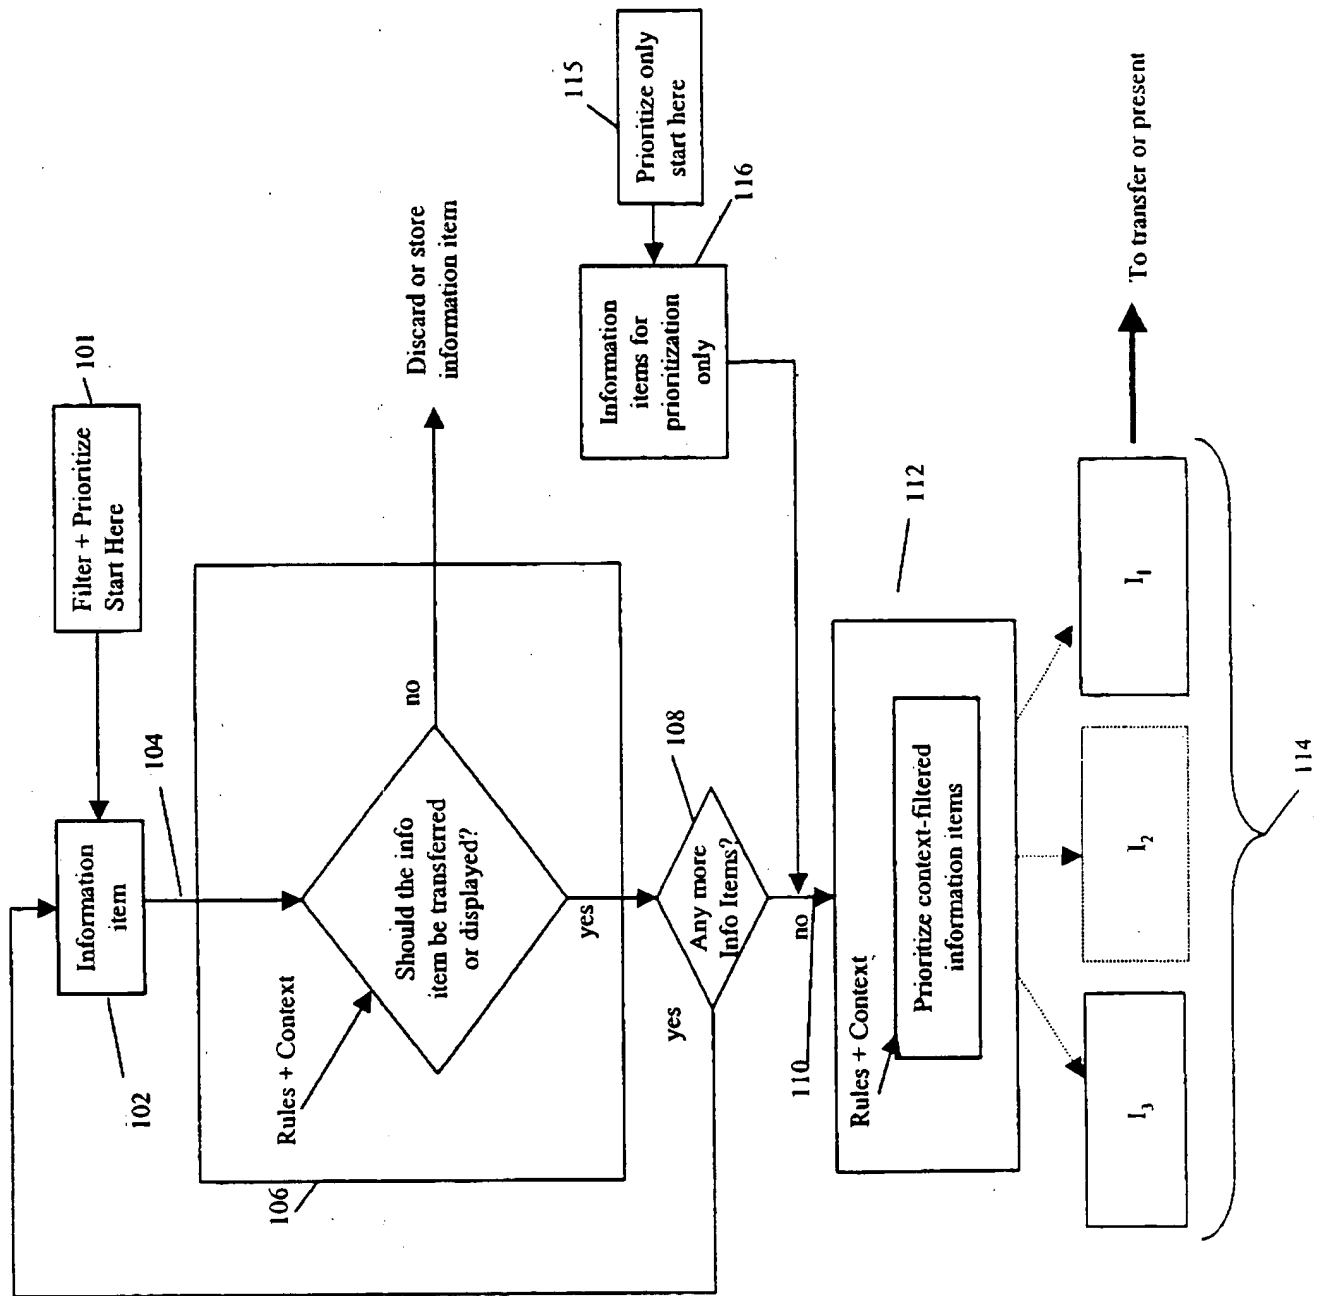 Filter + Prioritize
Start Here
101
Information
item
102
104
Rules + Context
Should the info
item be transferred
or displayed?
no
yes
106
Discard or store
information item
108
Any more
Info Items?
yes
no
110
115
Prioritize only
start here
116
Information
items for
prioritization
only
112
Rules + Context
Prioritize context-filtered
information items
I3
I2
I1
To transfer or present
114